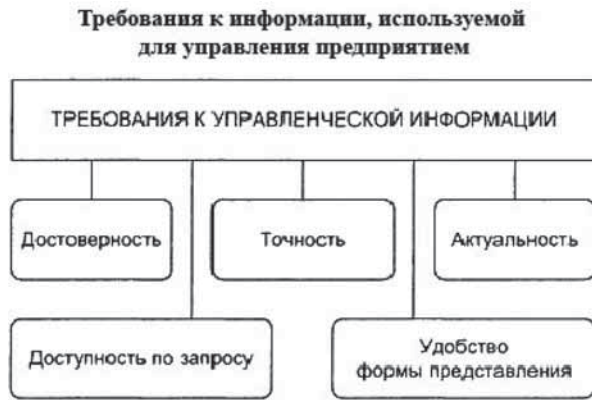 Требования к информации, используемой
для управления предприятием
ТРЕБОВАНИЯ К УПРАВЛЕНЧЕСКОЙ ИНФОРМАЦИИ
Достоверность
Точность
Актуальность
Доступность по запросу
Удобство
формы представления